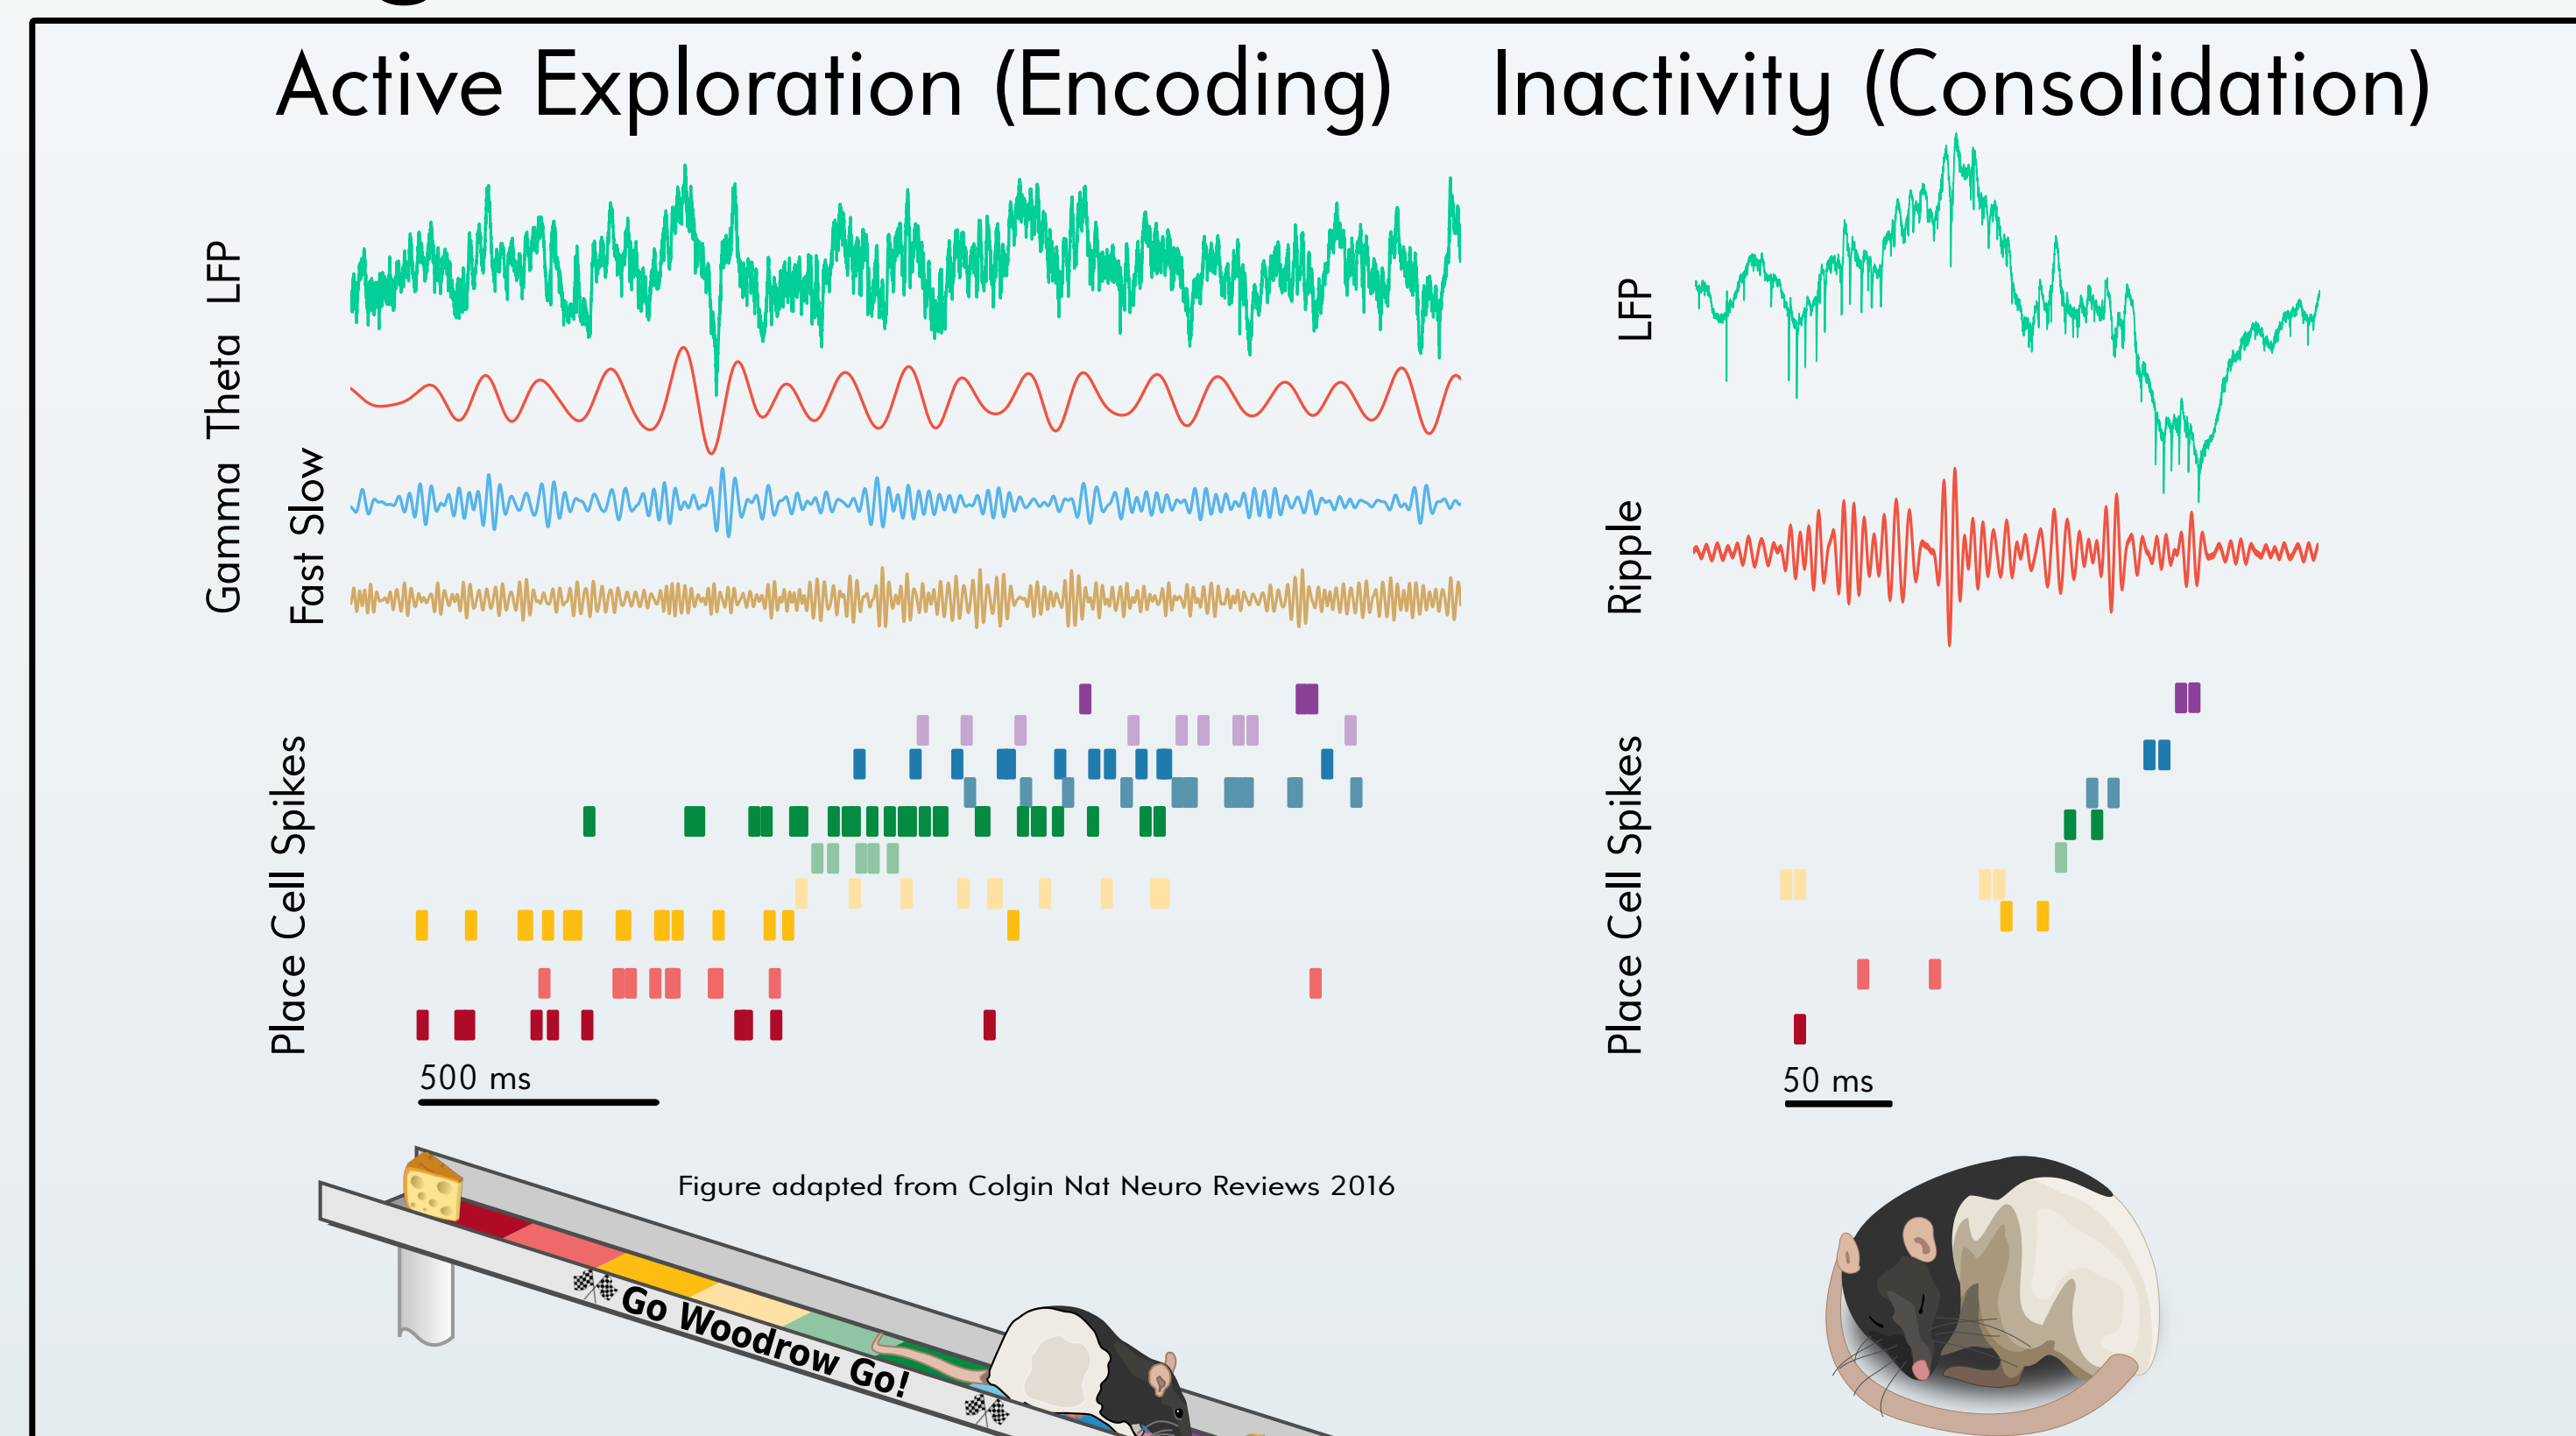 Active Exploration (Encoding)
Inactivity (Consolidation)
LFP
Theta
Gamma
Slow
Fast
Place Cell Spikes
500 ms
LFP
Ripple
Place Cell Spikes
50 ms
Figure adapted from Colgin Nat Neuro Reviews 2016
Go Woodrow Go!